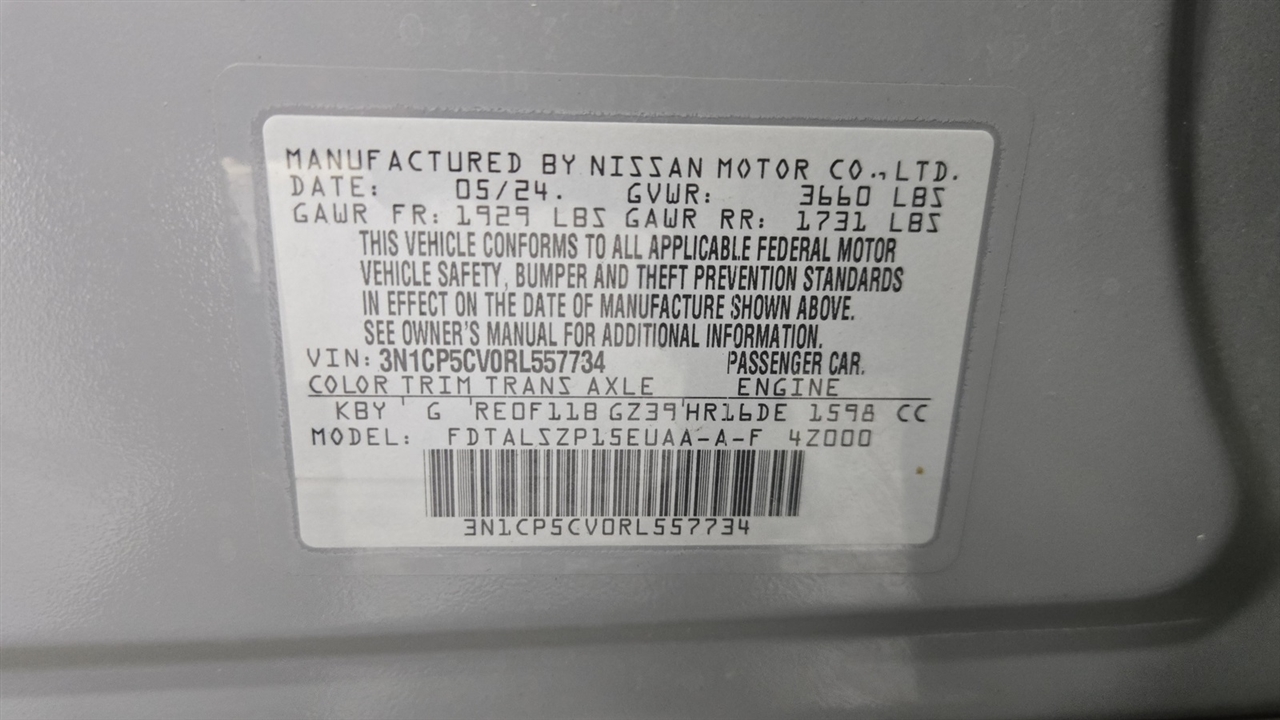 MANUFACTURED BY NISSAN MOTOR CO., LTD.
DATE: 05/24. GVWR: 3660 LBS
GAWR FR: 1929 LBS GAWR RR: 1731 LBS
THIS VEHICLE CONFORMS TO ALL APPLICABLE FEDERAL MOTOR
VEHICLE SAFETY, BUMPER AND THEFT PREVENTION STANDARDS
IN EFFECT ON THE DATE OF MANUFACTURE SHOWN ABOVE.
SEE OWNER'S MANUAL FOR ADDITIONAL INFORMATION.
VIN: 3N1CP5CV0RL557734 PASSENGER CAR.
COLOR TRIM TRANS AXLE ENGINE
KBY ' G ' RE0F11B GZ39 ' HR16DE 1598 CC
MODEL: FDTALSZP15EUAA-A-F 4Z000
3N1CP5CV0RL557734